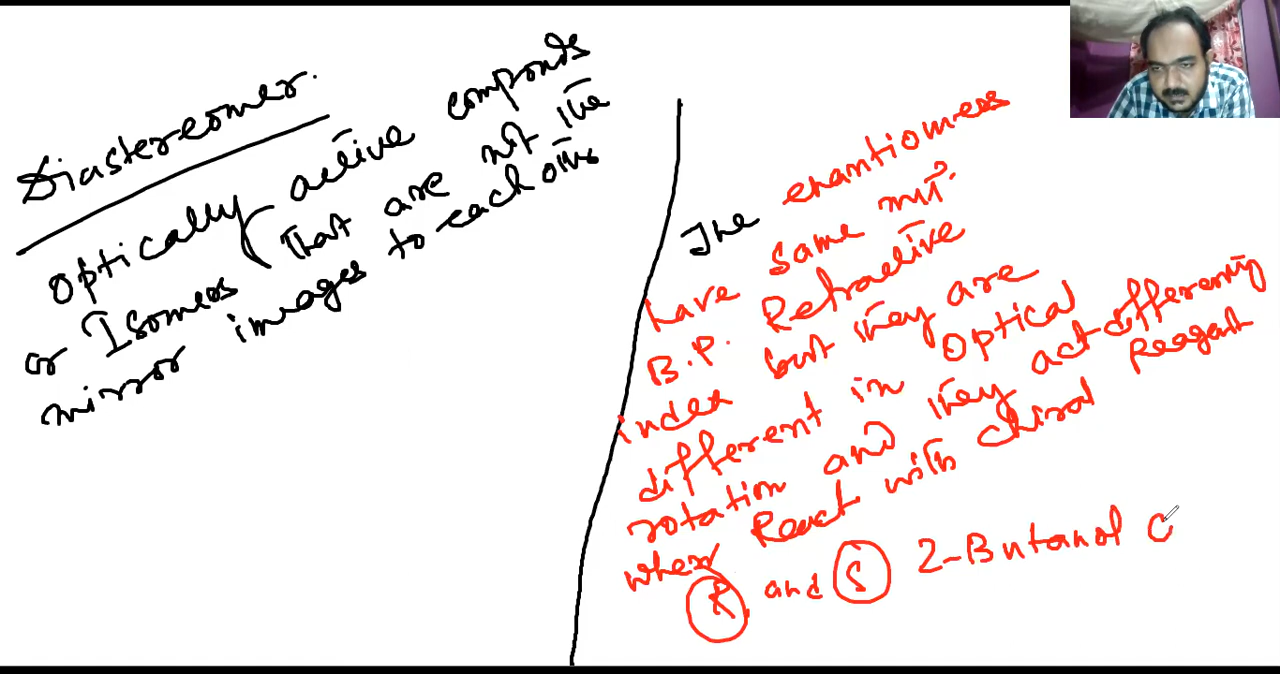 Diastereomer.
Optically active componds
or Isomers That are not the
mirror images to each other
The enantiomers
have same m.pt.
B.P. Refractive
index but they are
different in Optical
rotation and they act differently
when React with chiral Reagent
R and S 2-Butanol C